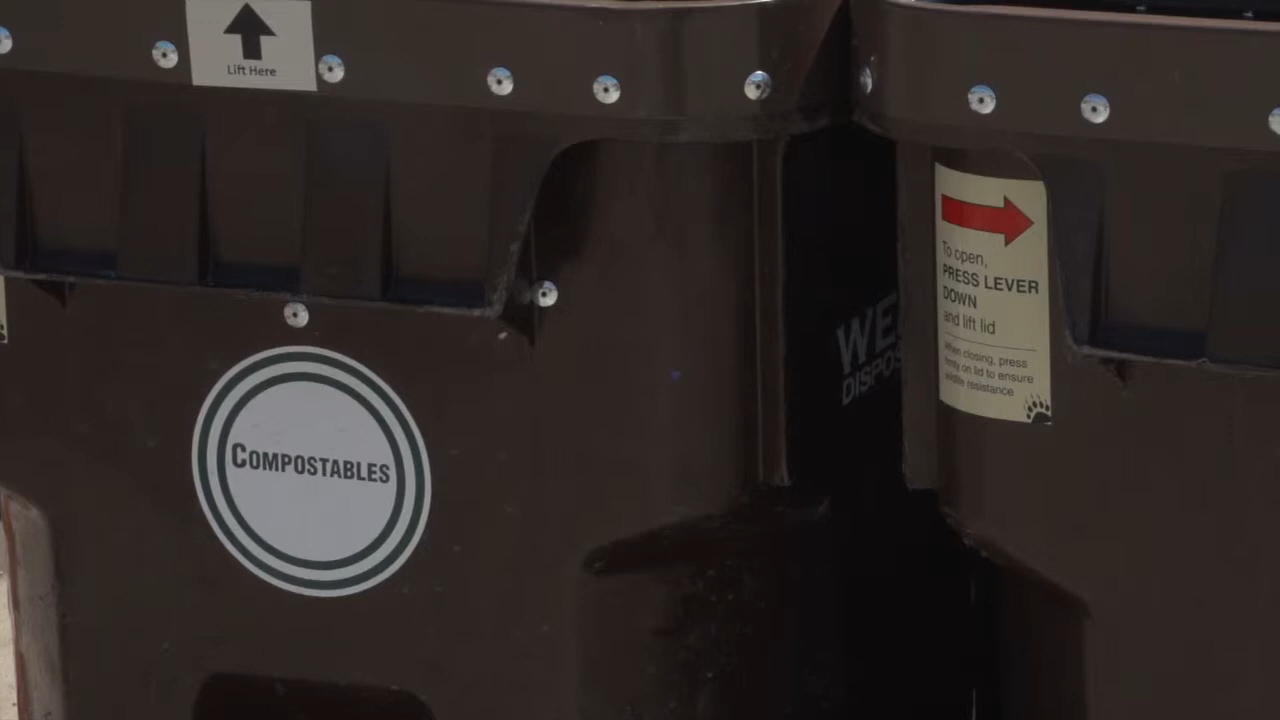 Lift Here
COMPOSTABLES
WE
DISPOS
To open,
PRESS LEVER
DOWN
and lift lid
When closing, press
firmly on lid to ensure
wildlife resistance